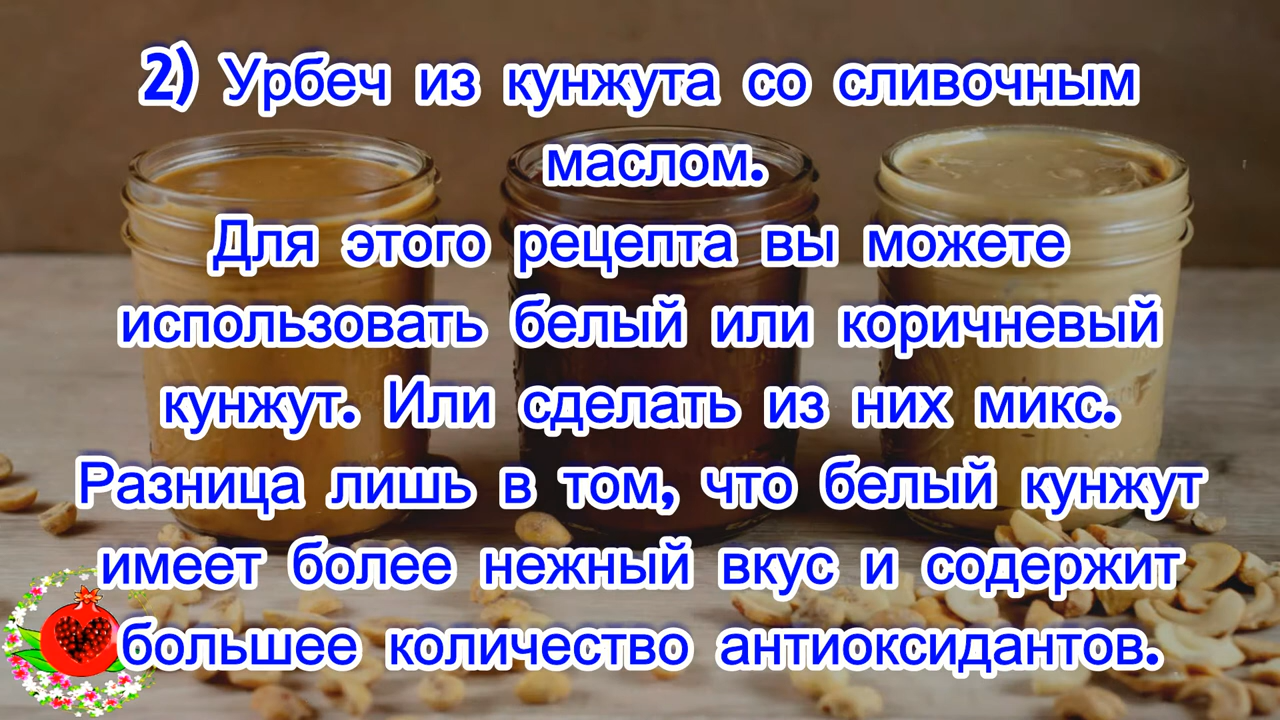 2) Урбеч из кунжута со сливочным
маслом.
Для этого рецепта вы можете
использовать белый или коричневый
кунжут. Или сделать из них микс.
Разница лишь в том, что белый кунжут
имеет более нежный вкус и содержит
большее количество антиоксидантов.